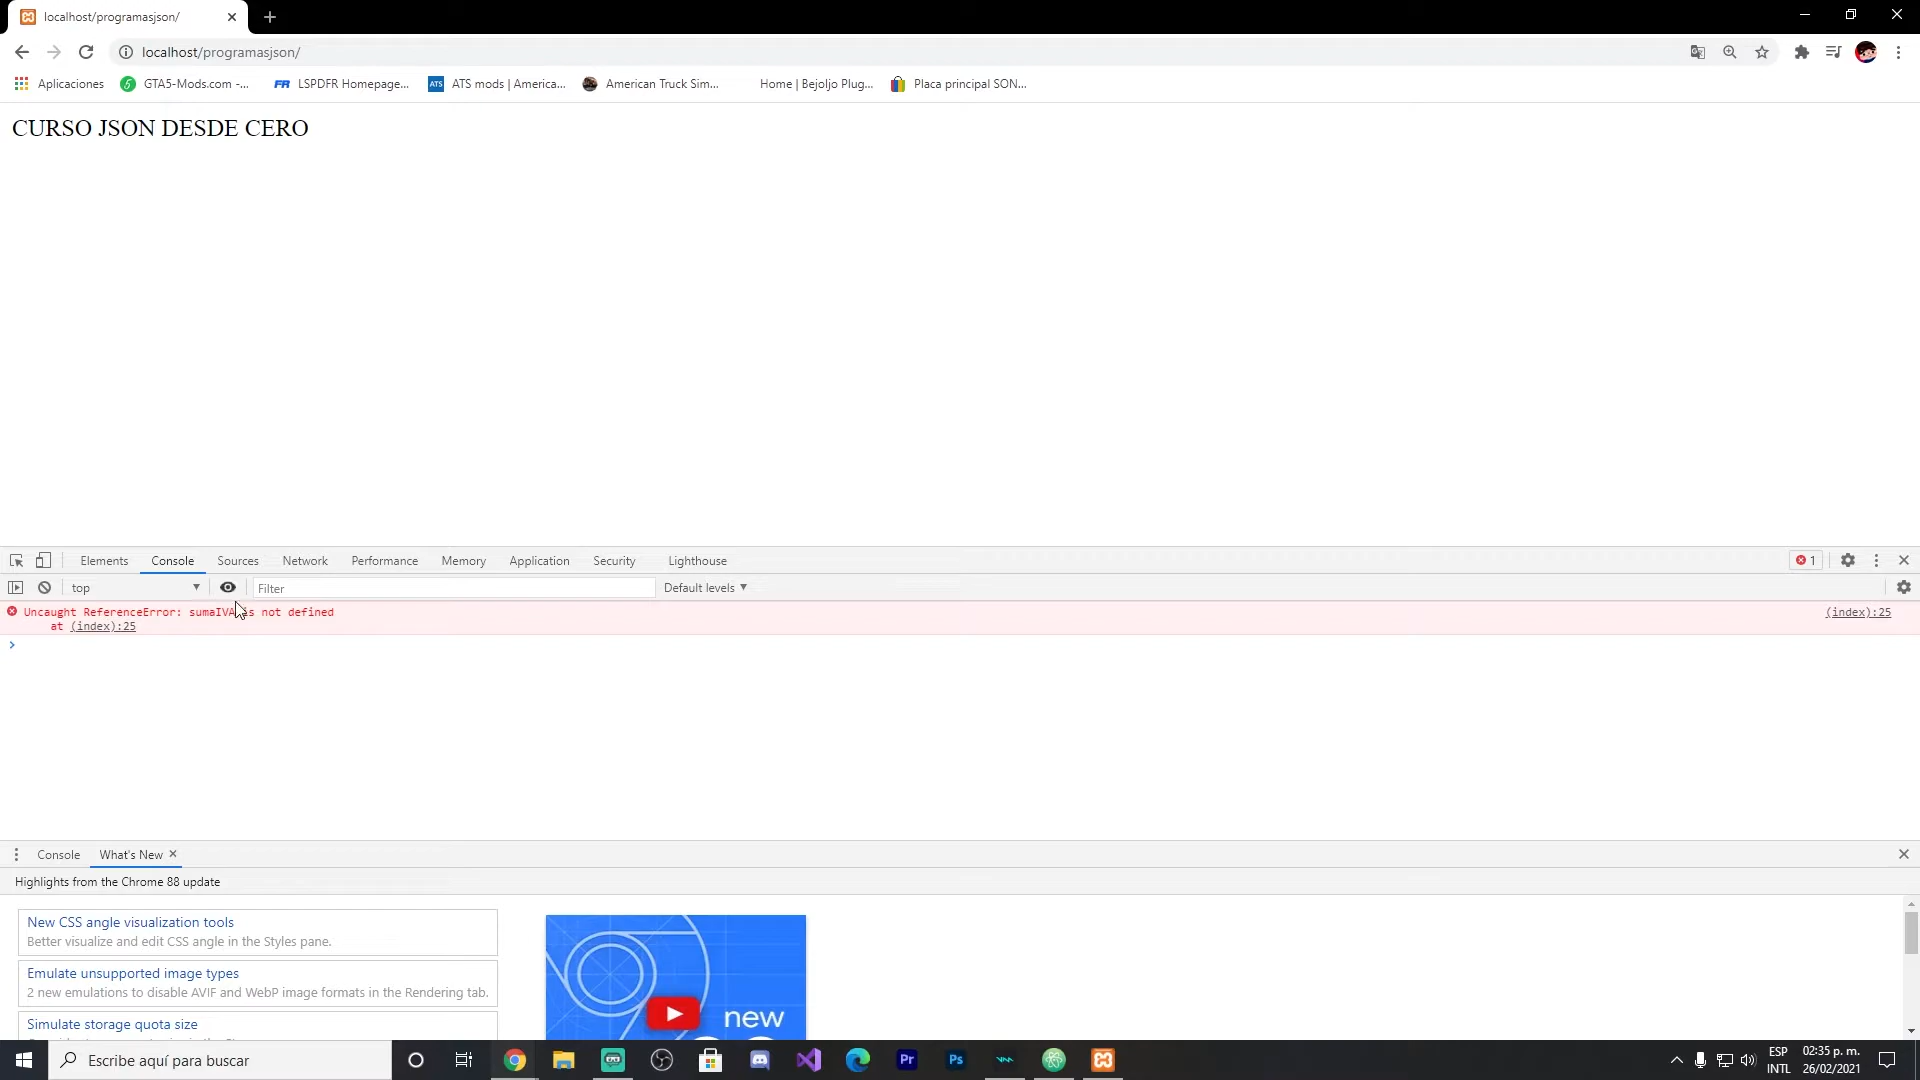 localhost/programasjson/
localhost/programasjson/
Aplicaciones
GTA5-Mods.com -...
LSPDFR Homepage...
ATS mods | America...
American Truck Sim...
Home | Bejoljo Plug...
Placa principal SON...
CURSO JSON DESDE CERO
Elements Console Sources Network Performance Memory Application Security Lighthouse
1
top
Filter
Default levels
Uncaught ReferenceError: sumaIVA is not defined
(index):25
at (index):25
Console What's New
Highlights from the Chrome 88 update
New CSS angle visualization tools
Better visualize and edit CSS angle in the Styles pane.
Emulate unsupported image types
2 new emulations to disable AVIF and WebP image formats in the Rendering tab.
Simulate storage quota size
new
Escribe aquí para buscar
ESP
INTL
02:35 p. m.
26/02/2021